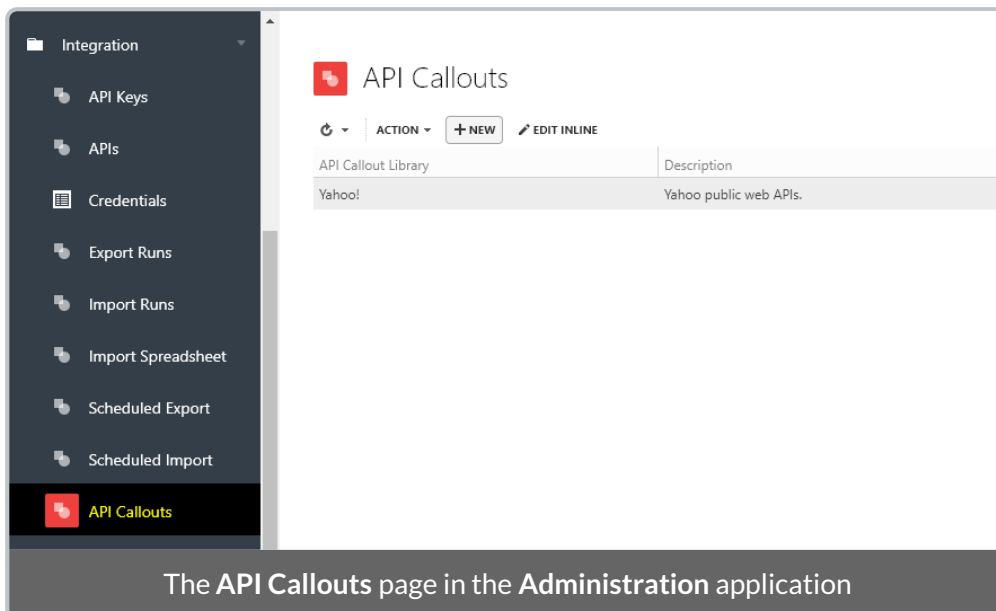 Integration
API Keys
APIs
Credentials
Export Runs
Import Runs
Import Spreadsheet
Scheduled Export
Scheduled Import
API Callouts
API Callouts
ACTION + NEW EDIT INLINE
API Callout Library Description
Yahoo! Yahoo public web APIs.
The API Callouts page in the Administration application